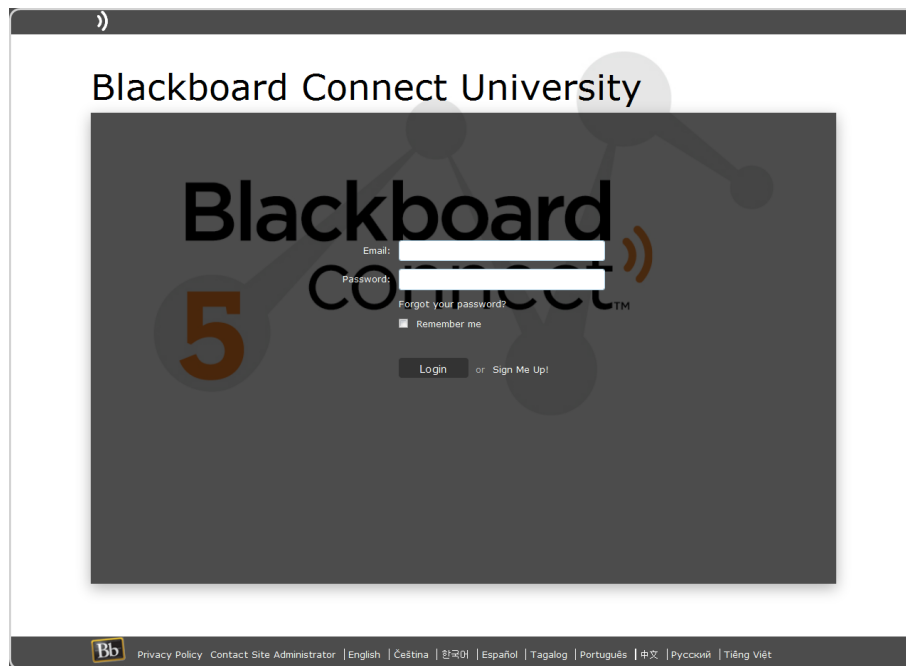 Blackboard Connect University
Blackboard
connect™
5
Email:
Password:
Forgot your password?
Remember me
Login or Sign Me Up!
Bb Privacy Policy Contact Site Administrator | English | Čeština | 한국어 | Español | Tagalog | Português | 中文 | Русский | Tiếng Việt